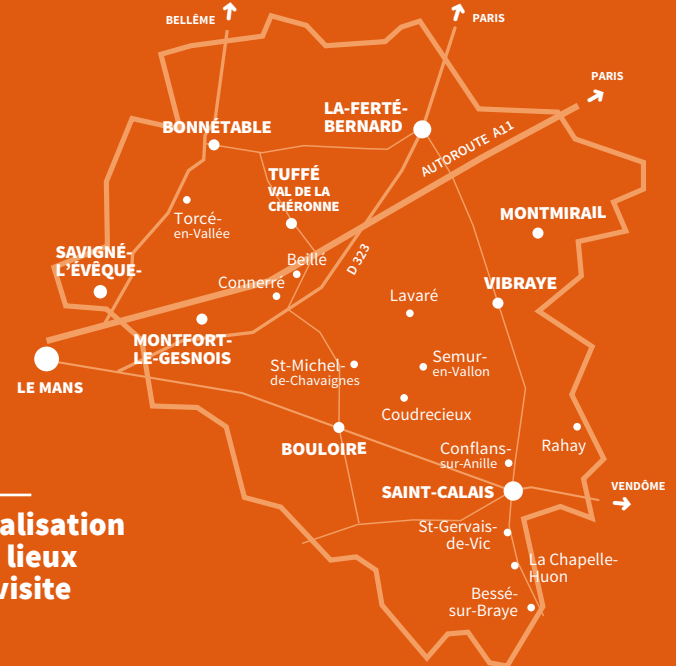 BELLÊME
PARIS
PARIS
LA-FERTÉ-
BERNARD
BONNÉTABLE
AUTOROUTE A11
TUFFÉ
VAL DE LA
CHÉRONNE
Torcé-
en-Vallée
MONTMIRAIL
SAVIGNÉ-
L'ÉVÊQUE-
Beillé
D 323
Connerré
VIBRAYE
Lavaré
MONTFORT-
LE-GESNOIS
LE MANS
St-Michel-
de-Chavaignes
Semur-
en-Vallon
Coudrecieux
BOULOIRE
Conflans-
sur-Anille
Rahay
SAINT-CALAIS
VENDÔME
alisation
lieux
visite
St-Gervais-
de-Vic
La Chapelle-
Huon
Bessé-
sur-Braye